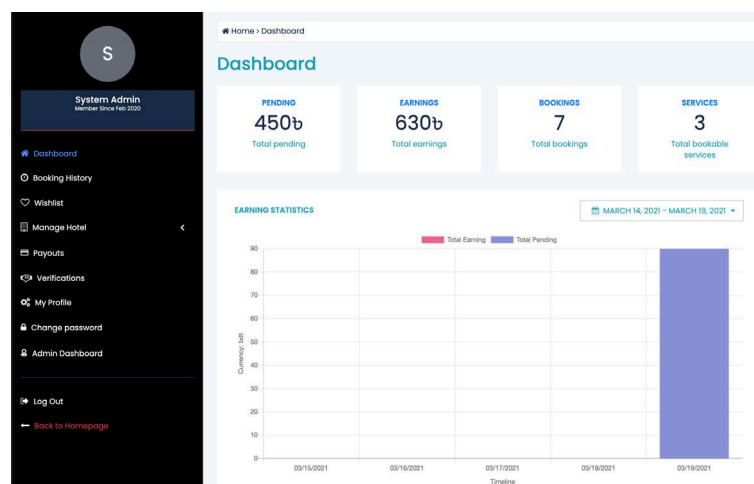 S
System Admin
Member Since Feb 2020
Dashboard
Booking History
Wishlist
Manage Hotel
Payouts
Verifications
My Profile
Change password
Admin Dashboard
Log Out
Back to Homepage
Home > Dashboard
Dashboard
PENDING
450৳
Total pending
EARNINGS
630৳
Total earnings
BOOKINGS
7
Total bookings
SERVICES
3
Total bookable
services
EARNING STATISTICS
MARCH 14, 2021 - MARCH 19, 2021
Total Earning Total Pending
90
80
70
60
50
40
30
20
10
0
Currency: bdt
03/15/2021 03/16/2021 03/17/2021 03/18/2021 03/19/2021
Timeline